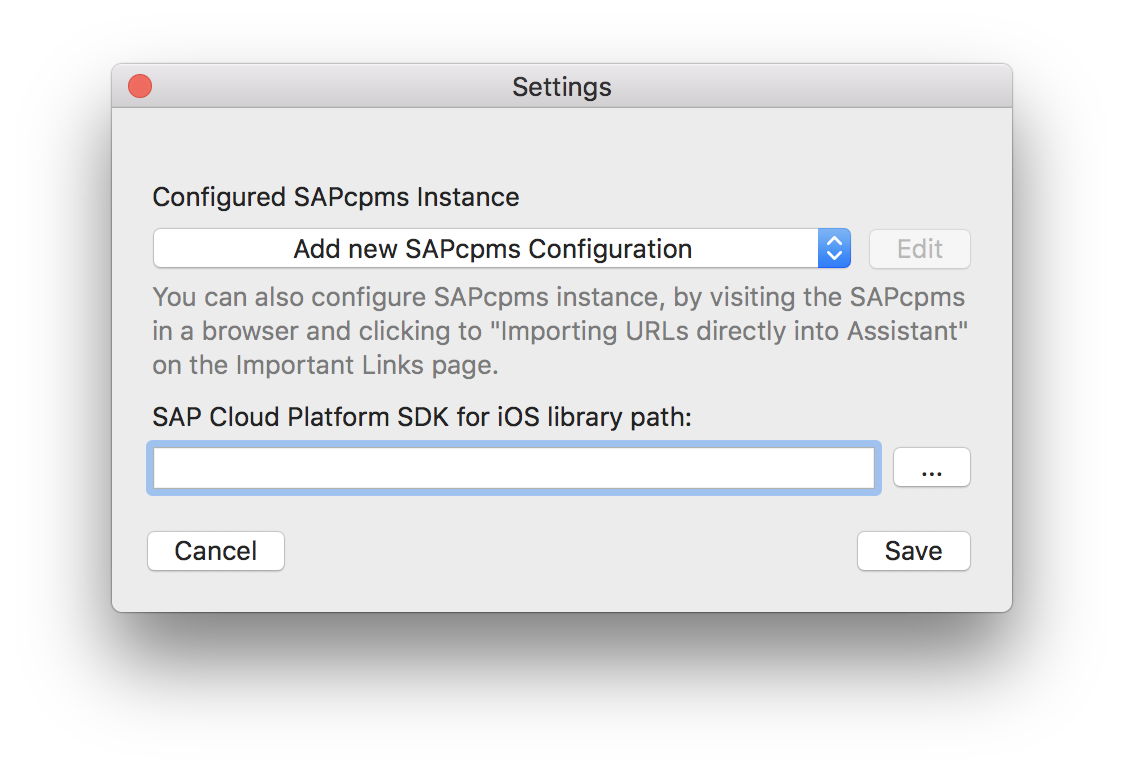 Settings
Configured SAPcpms Instance
Add new SAPcpms Configuration
Edit
You can also configure SAPcpms instance, by visiting the SAPcpms
in a browser and clicking to "Importing URLs directly into Assistant"
on the Important Links page.
SAP Cloud Platform SDK for iOS library path:
...
Cancel
Save